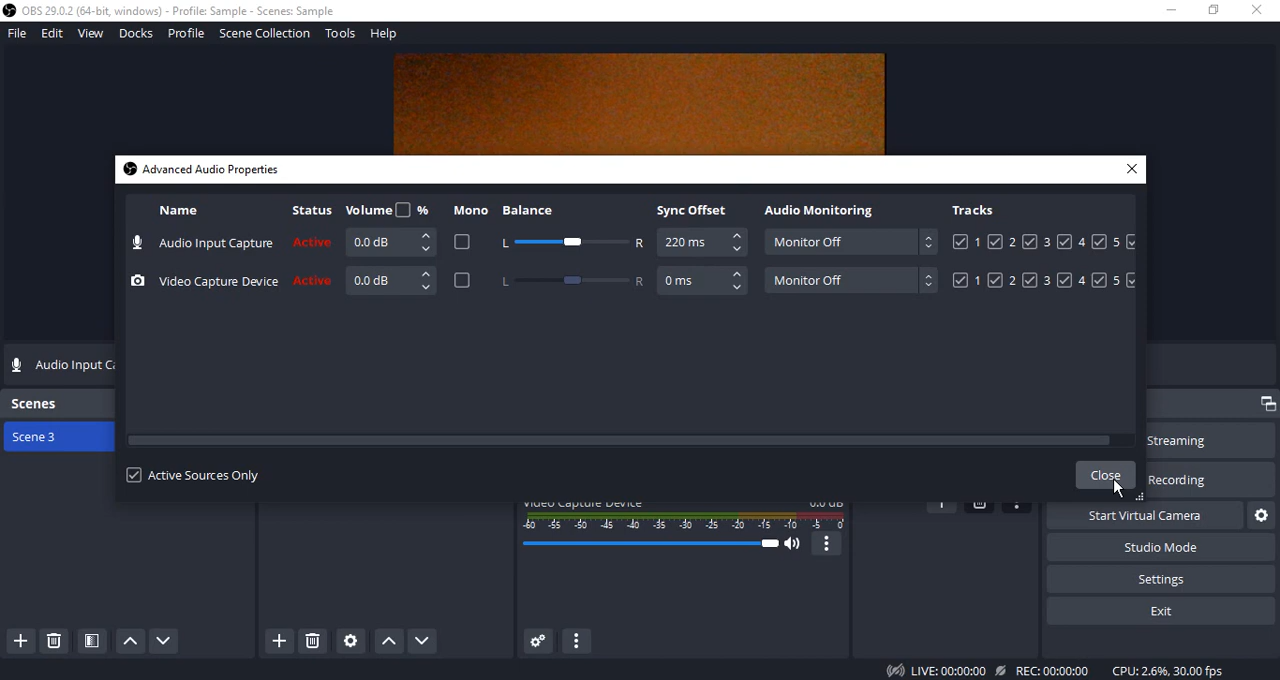 OBS 29.0.2 (64-bit, windows) - Profile: Sample - Scenes: Sample
File Edit View Docks Profile Scene Collection Tools Help
Advanced Audio Properties
Name Status Volume % Mono Balance Sync Offset Audio Monitoring Tracks
Audio Input Capture Active 0.0 dB L R 220 ms Monitor Off 1 2 3 4 5
Video Capture Device Active 0.0 dB L R 0 ms Monitor Off 1 2 3 4 5
Audio Input Ca
Scenes
Scene 3
Streaming
Active Sources Only
Close
Recording
Video Capture Device 0.0 dB
-60 -55 -50 -45 -40 -35 -30 -25 -20 -15 -10 -5 0
Start Virtual Camera
Studio Mode
Settings
Exit
LIVE: 00:00:00 REC: 00:00:00 CPU: 2.6%, 30.00 fps